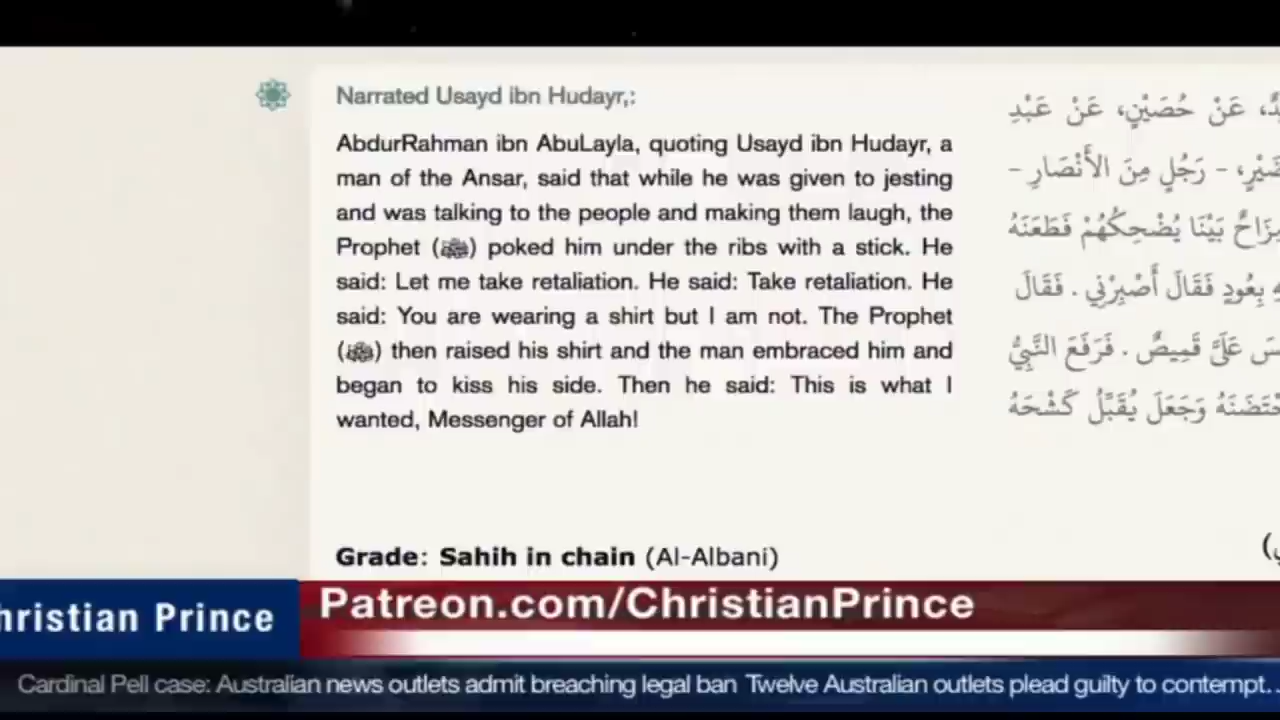 Narrated Usayd ibn Hudayr,:
AbdurRahman ibn AbuLayla, quoting Usayd ibn Hudayr, a
man of the Ansar, said that while he was given to jesting
and was talking to the people and making them laugh, the
Prophet (ﷺ) poked him under the ribs with a stick. He
said: Let me take retaliation. He said: Take retaliation. He
said: You are wearing a shirt but I am not. The Prophet
(ﷺ) then raised his shirt and the man embraced him and
began to kiss his side. Then he said: This is what I
wanted, Messenger of Allah!
Grade: Sahih in chain (Al-Albani)
، عَنْ حُصَيْنٍ، عَنْ عَبْدِ
- رَجُلٍ مِنَ الأَنْصَارِ -
بَيْنَا يُضْحِكُهُمْ فَطَعَنَهُ
بِعُودٍ فَقَالَ أَصْبِرْنِي . فَقَالَ
عَلَىَّ قَمِيصٌ . فَرَفَعَ النَّبِيُّ
وَجَعَلَ يُقَبِّلُ كَشْحَهُ
hristian Prince
Patreon.com/ChristianPrince
Cardinal Pell case: Australian news outlets admit breaching legal ban Twelve Australian outlets plead guilty to contempt..